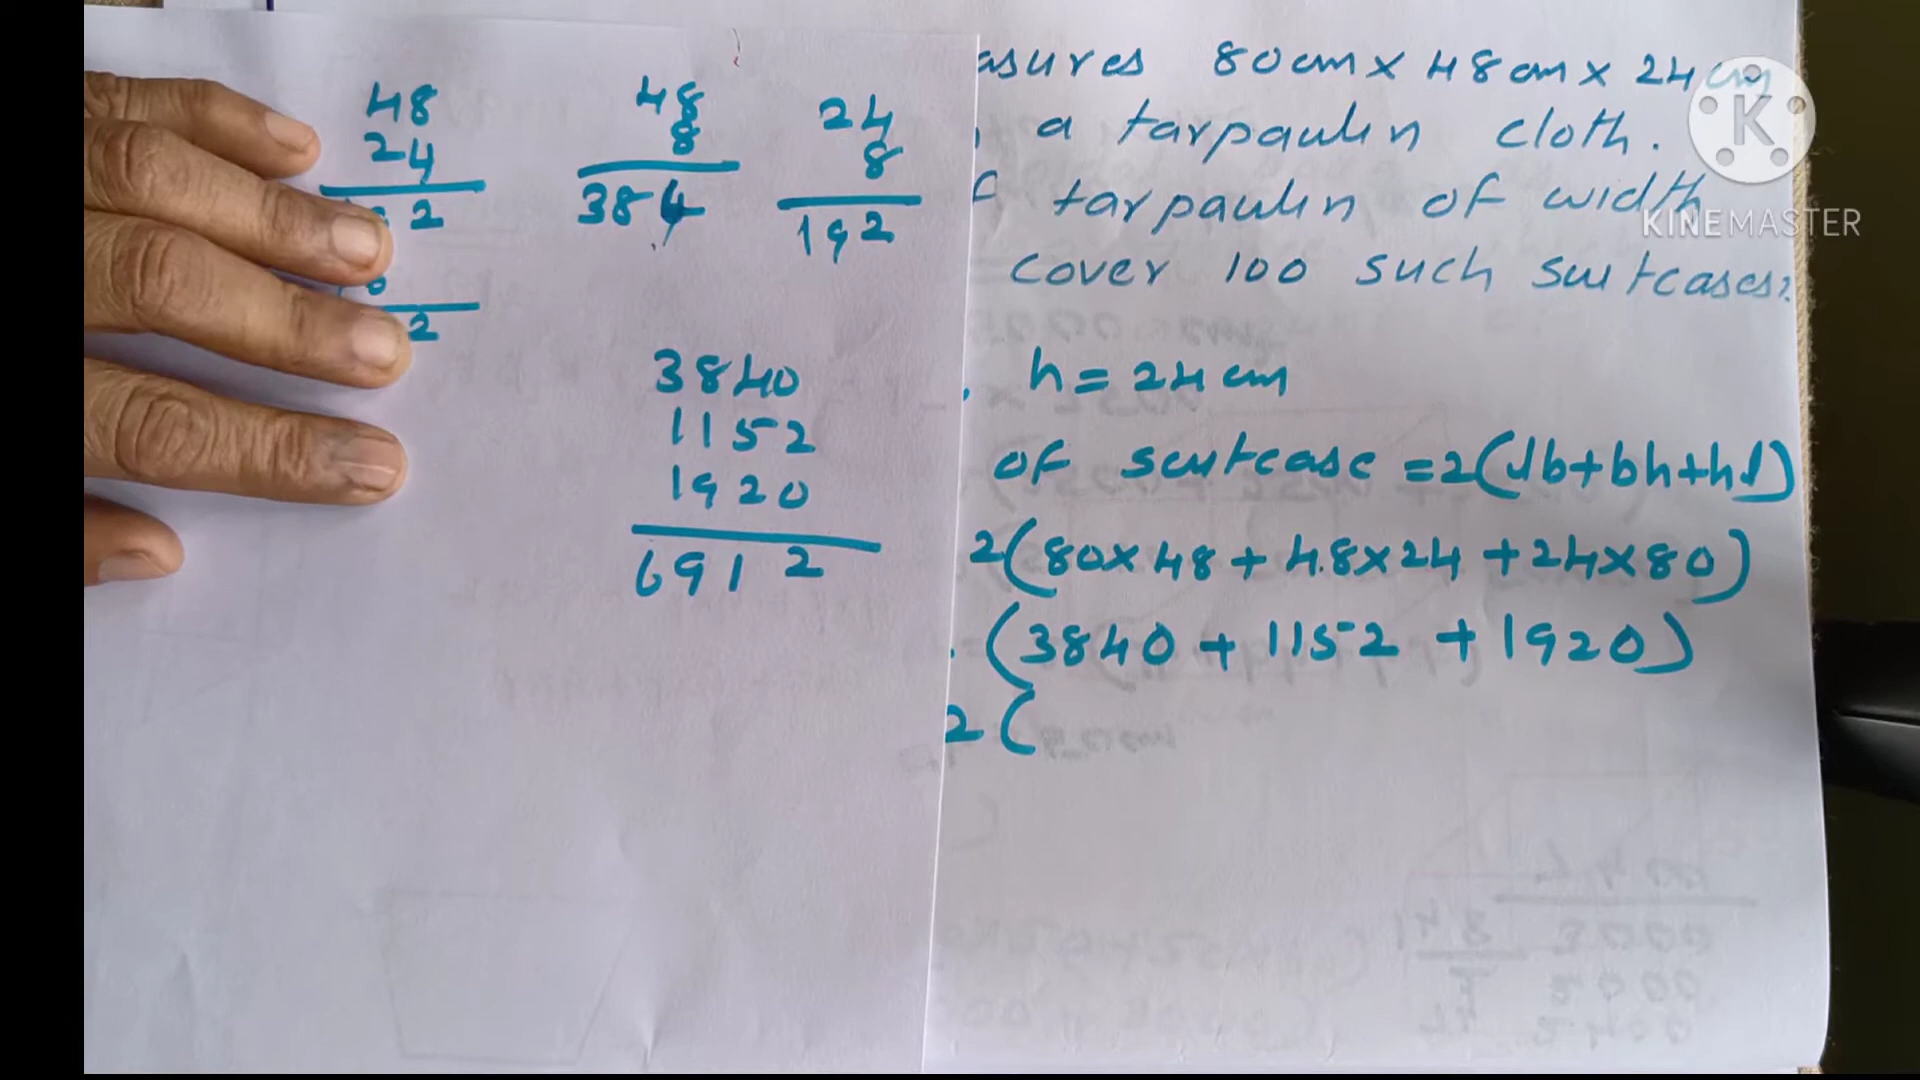 48
24
2
2
48
8
384
24
8
192
3840
1152
1920
6912
asures 80cm x 48cm x 24cm
a tarpaulin cloth.
f tarpaulin of width
cover 100 such suitcases?
h = 24 cm
of suitcase = 2(lb+bh+hl)
2(80x48 + 48x24 + 24x80)
(3840 + 1152 + 1920)
2(
K
KINEMASTER